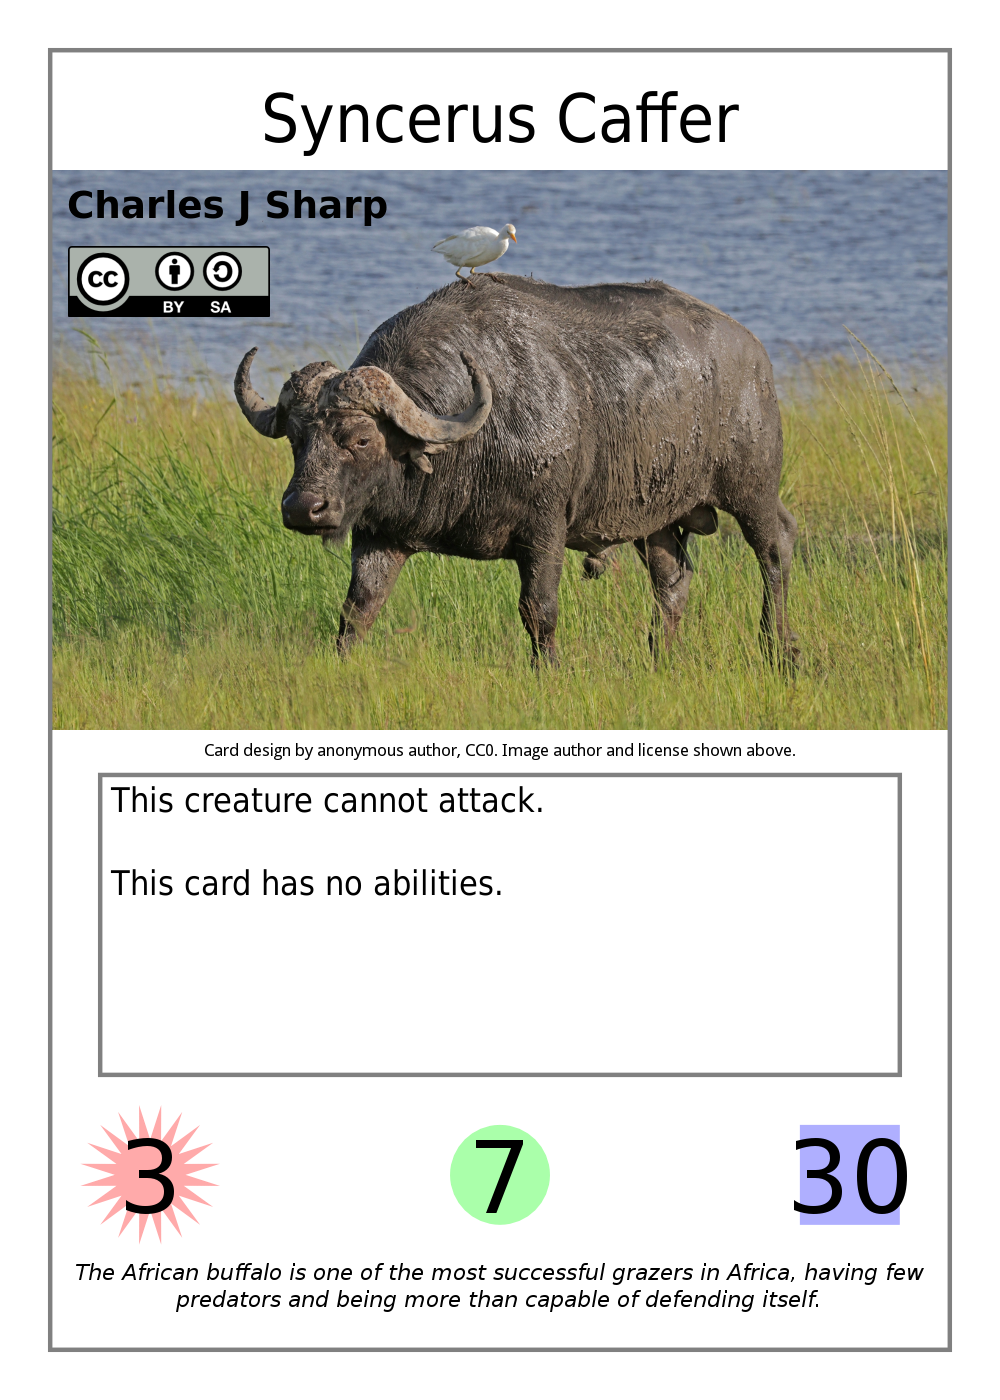 Syncerus Caffer
Charles J Sharp
cc
BY SA
Card design by anonymous author, CC0. Image author and license shown above.
This creature cannot attack.
This card has no abilities.
3 7 30
The African buffalo is one of the most successful grazers in Africa, having few
predators and being more than capable of defending itself.